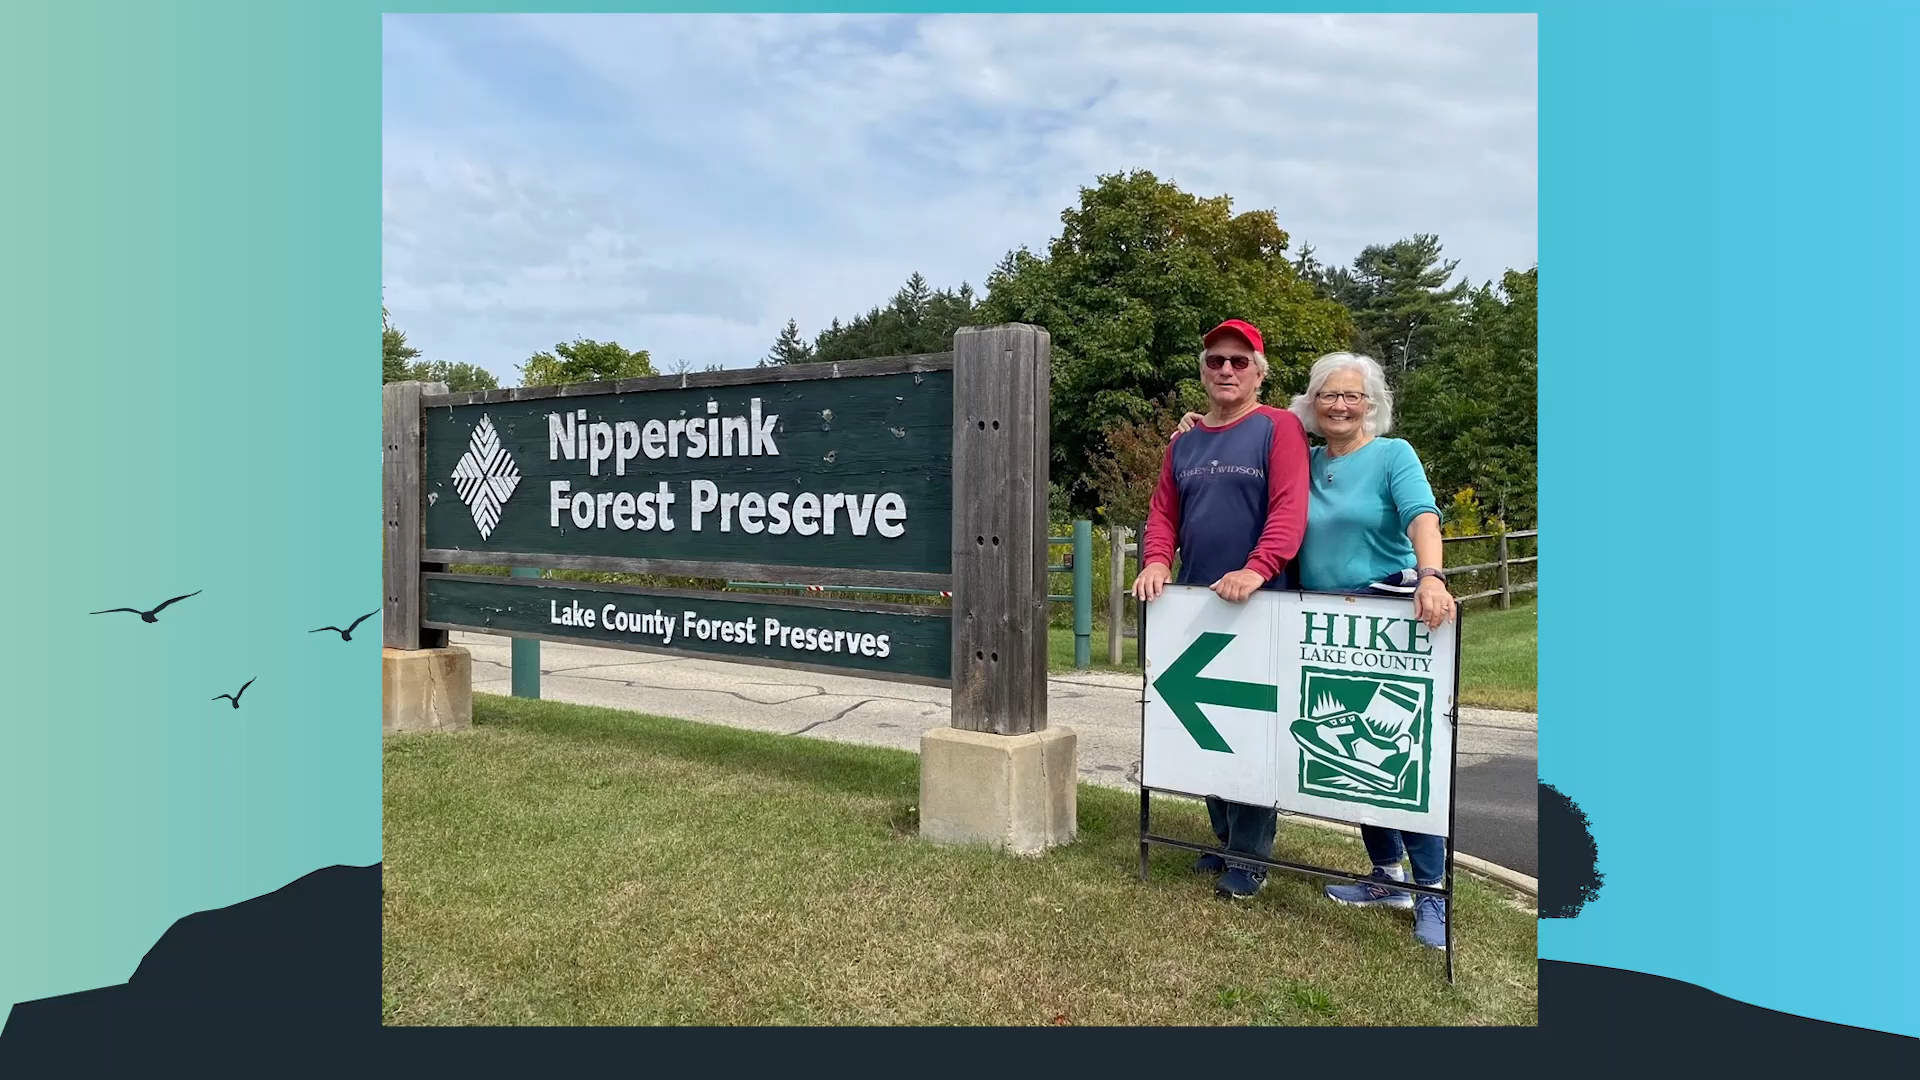 Nippersink
Forest Preserve
Lake County Forest Preserves
HIKE
LAKE COUNTY